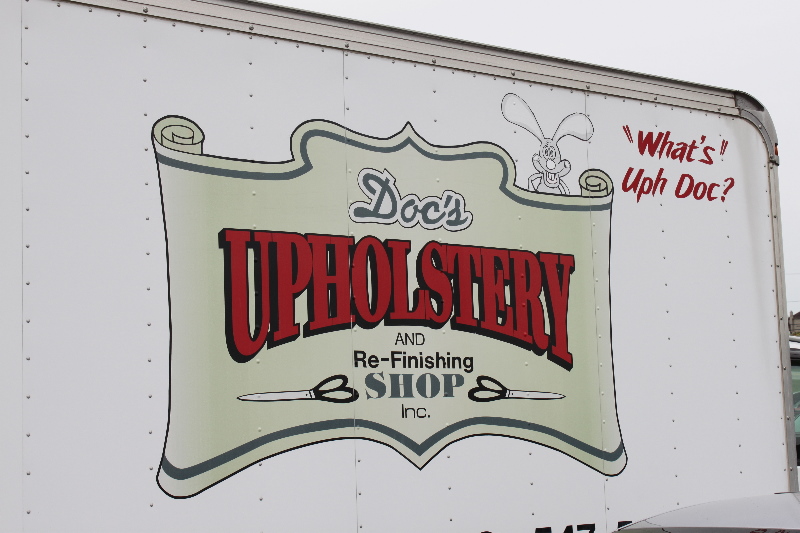 "What's"
Uph Doc?
Doc's
UPHOLSTERY
AND
Re-Finishing
SHOP
Inc.